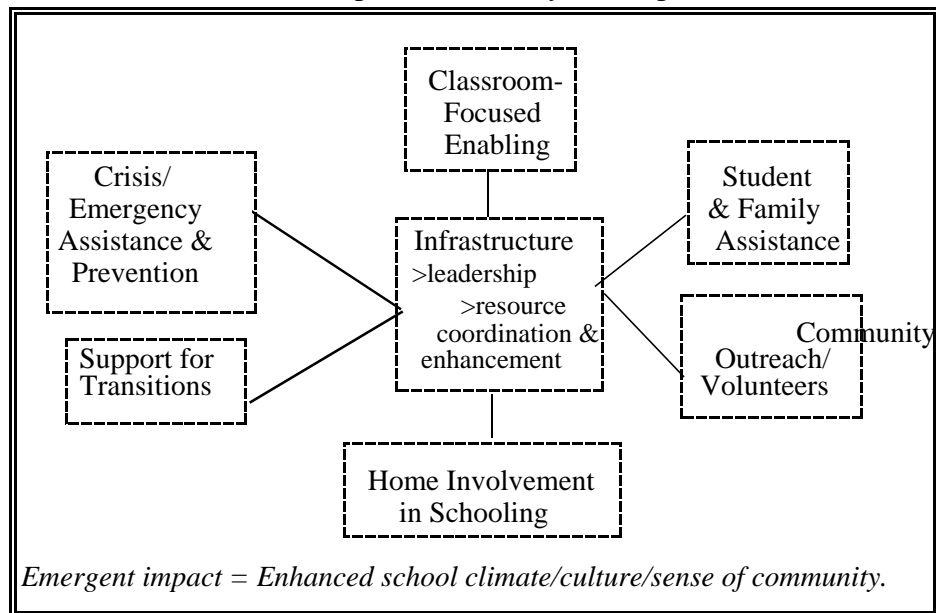 Classroom-
Focused
Enabling
Crisis/
Emergency
Assistance &
Prevention
Student
& Family
Assistance
Infrastructure
>leadership
>resource
coordination &
enhancement
Support for
Transitions
Community
Outreach/
Volunteers
Home Involvement
in Schooling
Emergent impact = Enhanced school climate/culture/sense of community.